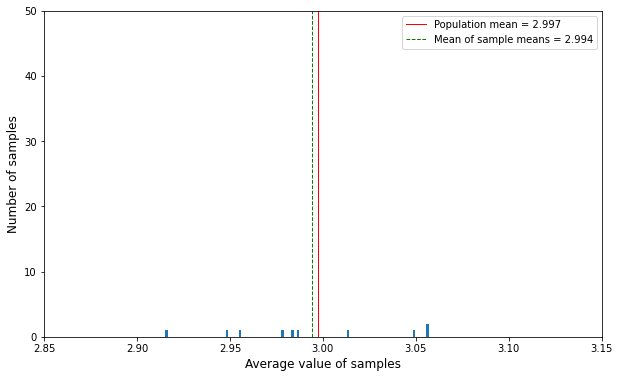 Population mean = 2.997
Mean of sample means = 2.994
50
40
30
20
10
0
Number of samples
2.85 2.90 2.95 3.00 3.05 3.10 3.15
Average value of samples